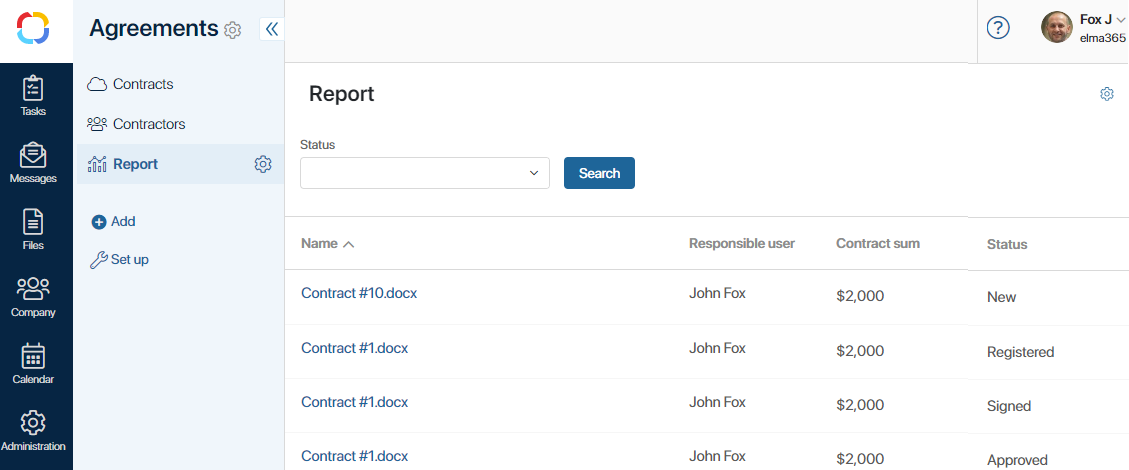 Agreements
Fox J
elma365
Tasks
Messages
Files
Company
Calendar
Administration
Contracts
Contractors
Report
Add
Set up
Report
Status
Search
Name Responsible user Contract sum Status
Contract #10.docx John Fox $2,000 New
Contract #1.docx John Fox $2,000 Registered
Contract #1.docx John Fox $2,000 Signed
Contract #1.docx John Fox $2,000 Approved